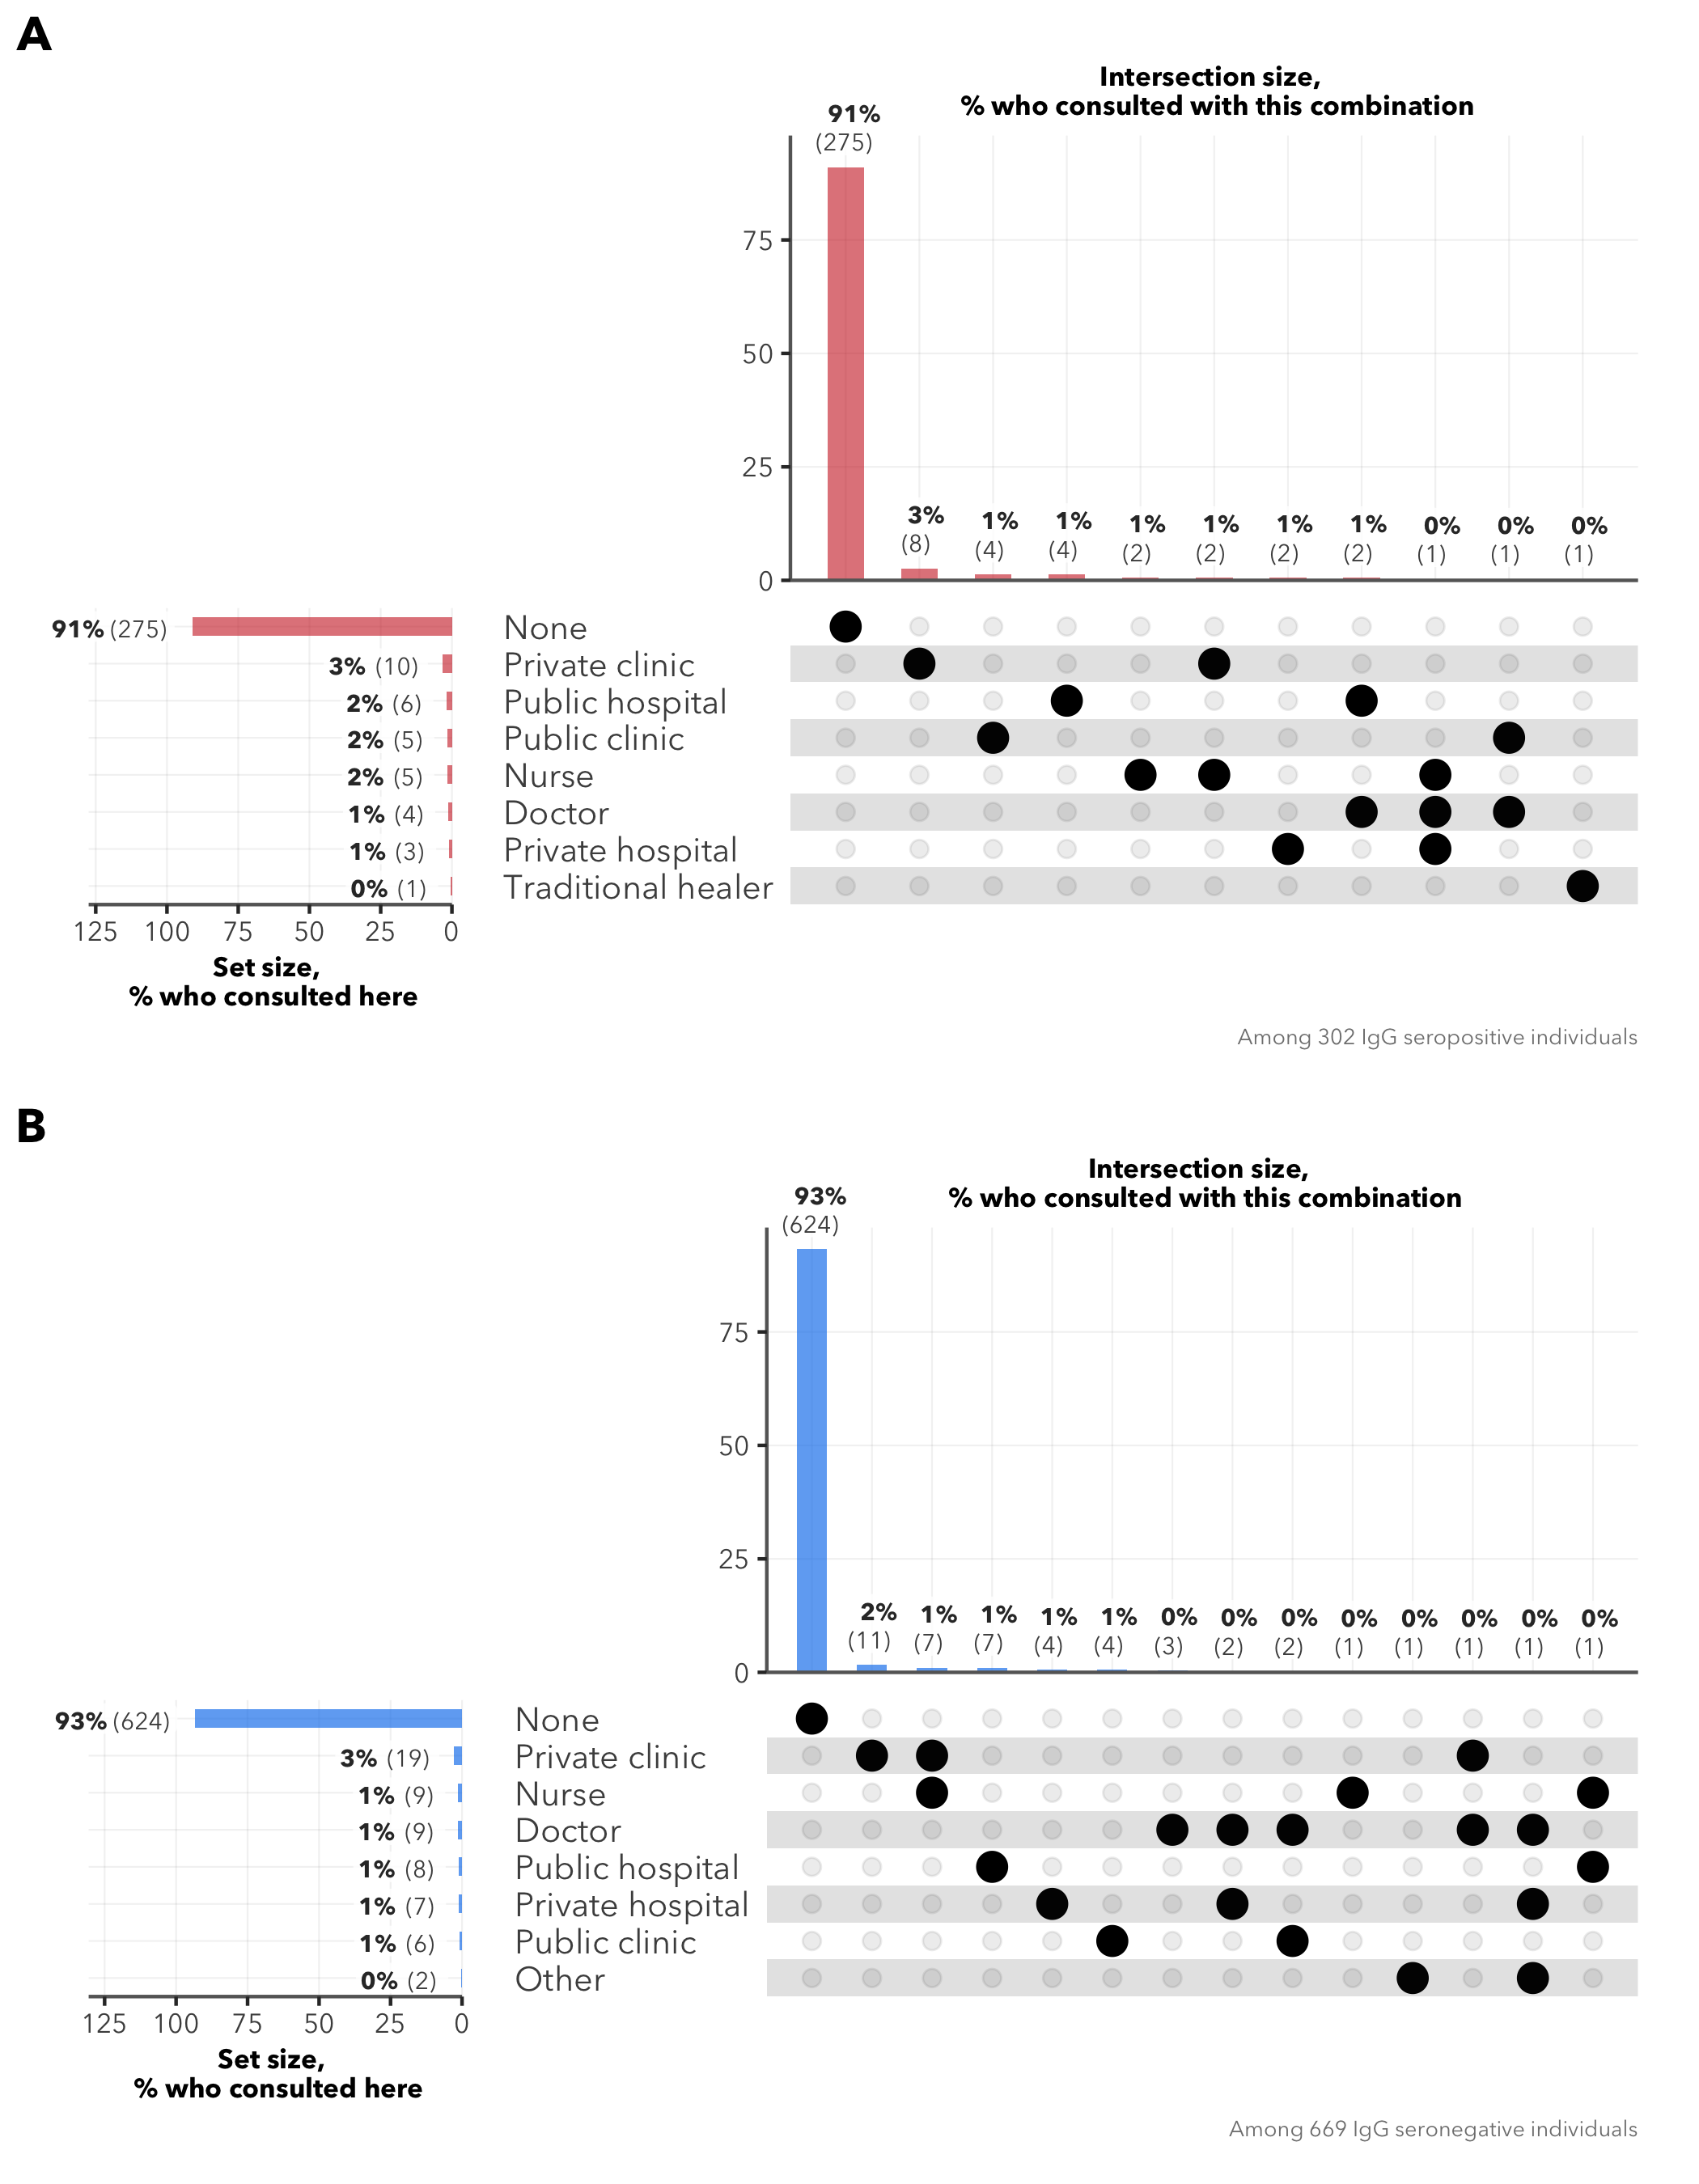 A
Intersection size,
% who consulted with this combination
91%
(275)
75
50
25
0
3% 1% 1% 1% 1% 1% 1% 0% 0% 0%
(8) (4) (4) (2) (2) (2) (2) (1) (1) (1)
91% (275) None
3% (10) Private clinic
2% (6) Public hospital
2% (5) Public clinic
2% (5) Nurse
1% (4) Doctor
1% (3) Private hospital
0% (1) Traditional healer
125 100 75 50 25 0
Set size,
% who consulted here
Among 302 IgG seropositive individuals
B
Intersection size,
% who consulted with this combination
93%
(624)
75
50
25
0
2% 1% 1% 1% 1% 0% 0% 0% 0% 0% 0% 0% 0%
(11) (7) (7) (4) (4) (3) (2) (2) (1) (1) (1) (1) (1)
93% (624) None
3% (19) Private clinic
1% (9) Nurse
1% (9) Doctor
1% (8) Public hospital
1% (7) Private hospital
1% (6) Public clinic
0% (2) Other
125 100 75 50 25 0
Set size,
% who consulted here
Among 669 IgG seronegative individuals